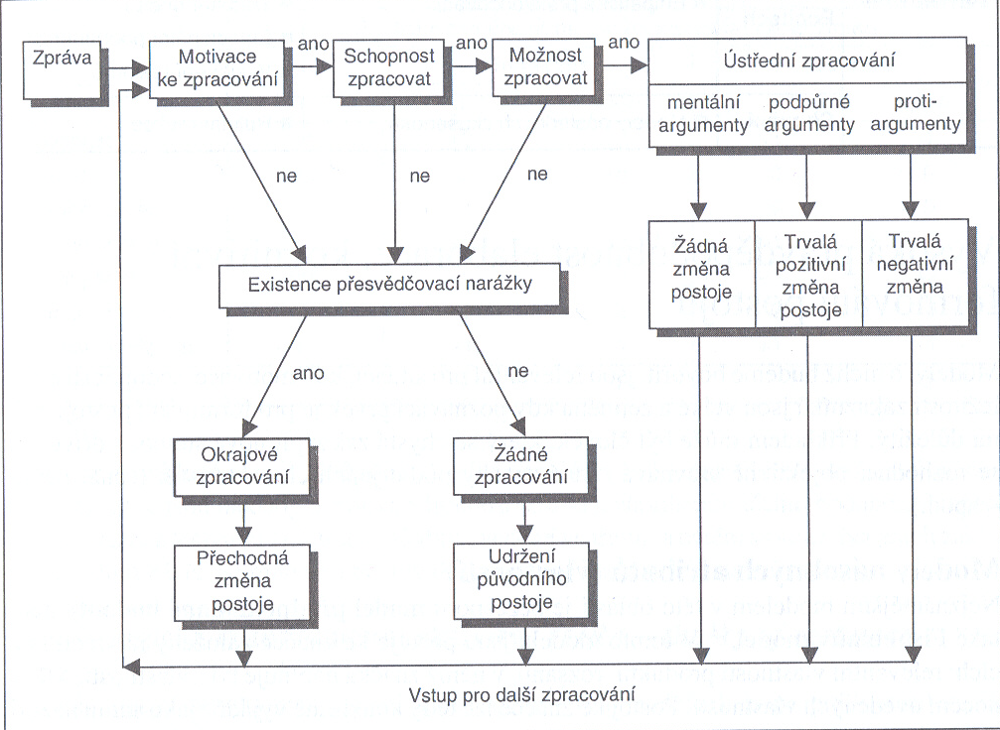 Zpráva
Motivace
ke zpracování
ano
Schopnost
zpracovat
ano
Možnost
zpracovat
ano
Ústřední zpracování
mentální
argumenty
podpůrné
argumenty
proti-
argumenty
ne
ne
ne
Žádná
změna
postoje
Trvalá
pozitivní
změna
postoje
Trvalá
negativní
změna
Existence přesvědčovací narážky
ano
ne
Okrajové
zpracování
Žádné
zpracování
Přechodná
změna
postoje
Udržení
původního
postoje
Vstup pro další zpracování